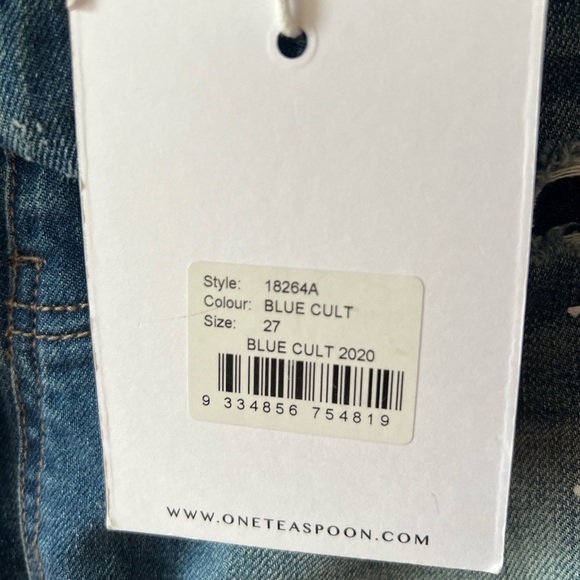 Style: 18264A
Colour: BLUE CULT
Size: 27
BLUE CULT 2020
9 334856 754819
WWW.ONETEASPOON.COM